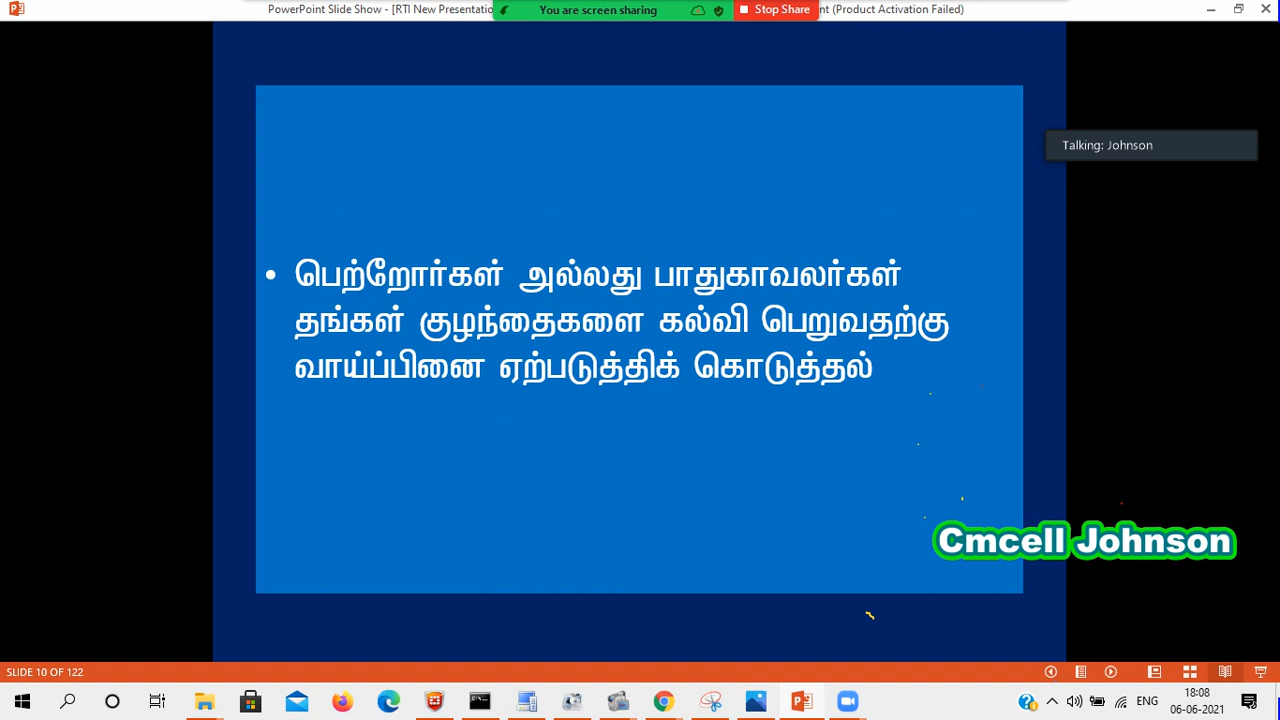 PowerPoint Slide Show - [RTI New Presentatio
You are screen sharing
Stop Share
nt (Product Activation Failed)
Talking: Johnson
• பெற்றோர்கள் அல்லது பாதுகாவலர்கள்
தங்கள் குழந்தைகளை கல்வி பெறுவதற்கு
வாய்ப்பினை ஏற்படுத்திக் கொடுத்தல்
Cmcell Johnson
SLIDE 10 OF 122
ENG
18:08
06-06-2021